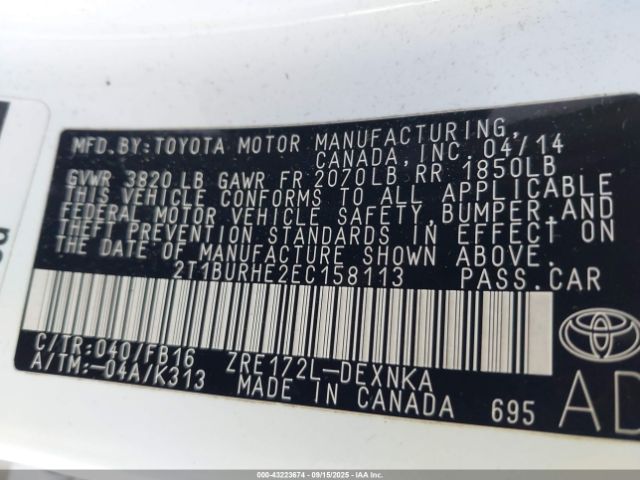 MFD. BY: TOYOTA MOTOR MANUFACTURING,
CANADA, INC. 04/14
GVWR 3820 LB GAWR FR 2070LB RR 1850LB
THIS VEHICLE CONFORMS TO ALL APPLICABLE
FEDERAL MOTOR VEHICLE SAFETY, BUMPER, AND
THEFT PREVENTION STANDARDS IN EFFECT ON
THE DATE OF MANUFACTURE SHOWN ABOVE.
2T1BURHE2EC158113 PASS.CAR
C/TR:040/FB16 ZRE172L-DEXNKA
A/TM:-04A/K313 MADE IN CANADA 695
TOYOTA
AD
000-43223674 09/15/2025 IAA Inc.